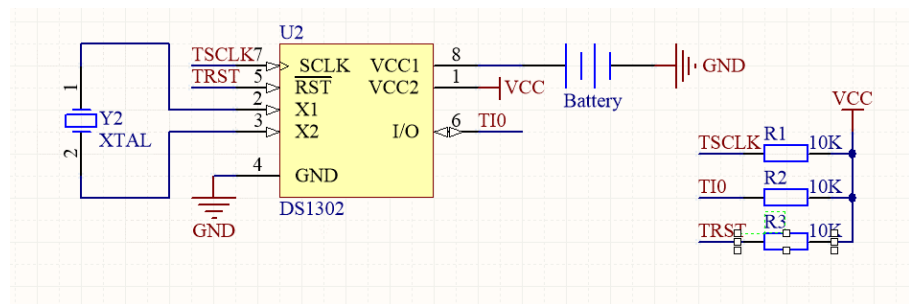 U2
TSCLK 7 SCLK VCC1 8
TRST 5 RST VCC2 1 VCC
2 X1
3 X2 I/O 6 TI0
4 GND
DS1302
GND
1
Y2
XTAL
2
Battery
GND
VCC
R1
TSCLK 10K
R2
TI0 10K
R3
TRST 10K